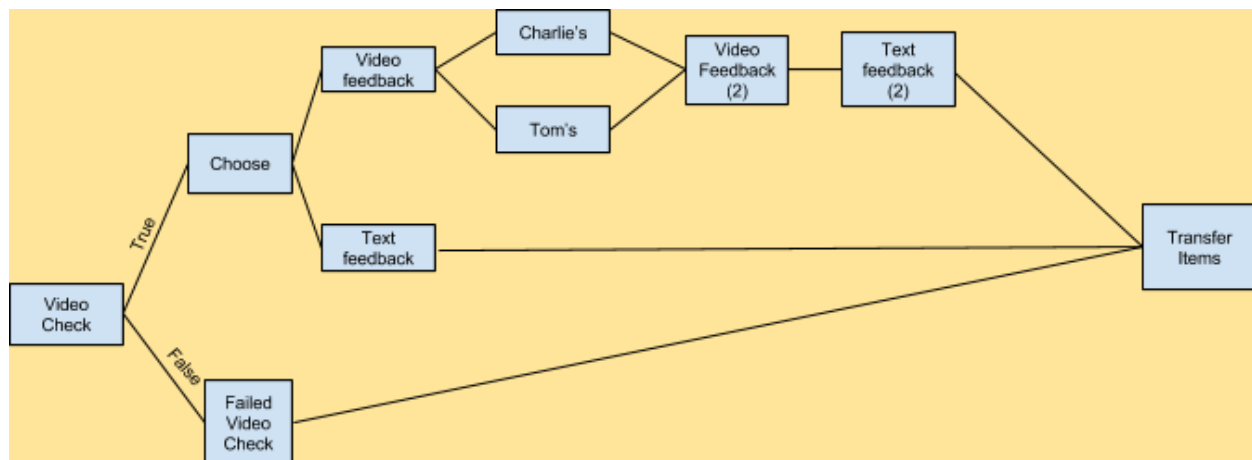 Charlie's
Video
feedback
Video
Feedback
(2)
Text
feedback
(2)
Tom's
Choose
True
Text
feedback
Transfer
Items
Video
Check
False
Failed
Video
Check